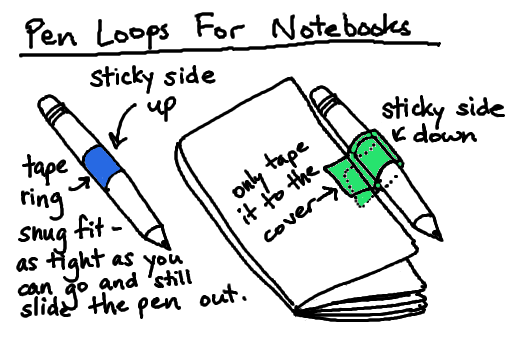 Pen Loops For Notebooks
sticky side
up
tape
ring
snug fit -
as tight as you
can go and still
slide the pen out.
only tape
it to the
cover
sticky side
down